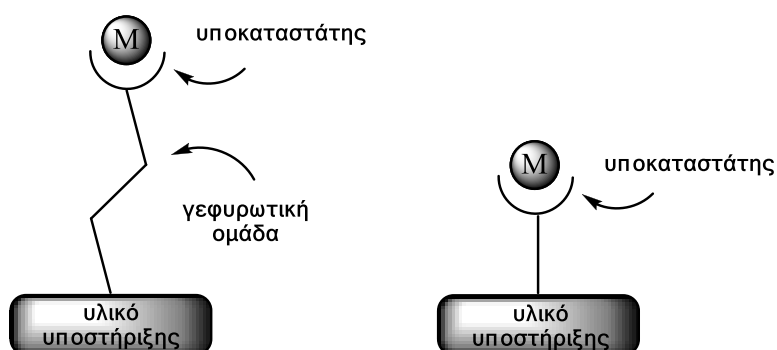 M
υποκαταστάτης
γεφυρωτική
ομάδα
υλικό
υποστήριξης
M
υποκαταστάτης
υλικό
υποστήριξης